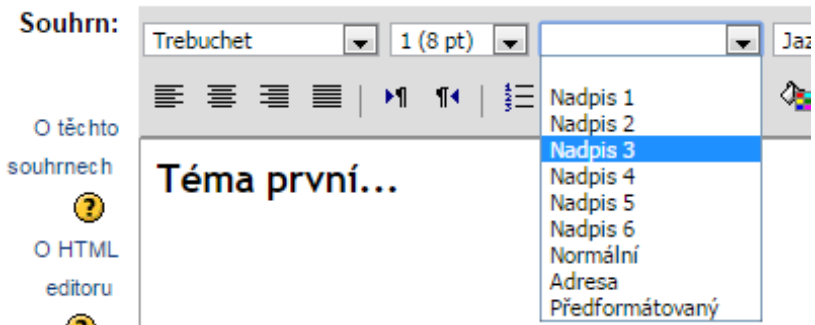 Souhrn:
Trebuchet
1 (8 pt)
Jaz
O těchto
souhrnech
?
O HTML
editoru
?
Téma první...
Nadpis 1
Nadpis 2
Nadpis 3
Nadpis 4
Nadpis 5
Nadpis 6
Normální
Adresa
Předformátovaný